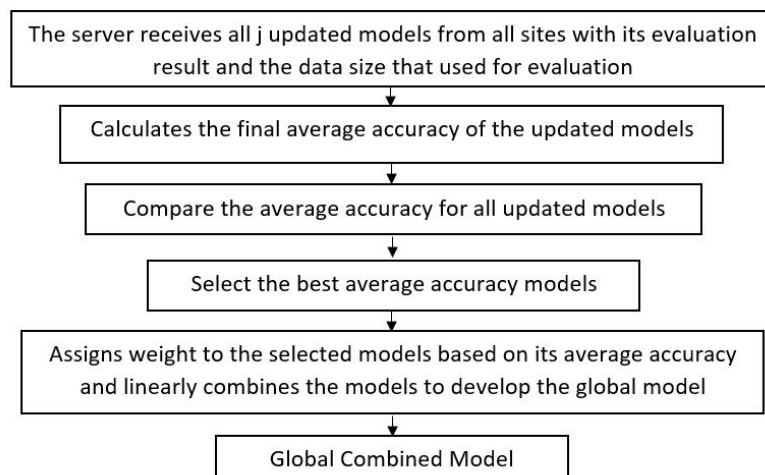 The server receives all j updated models from all sites with its evaluation
result and the data size that used for evaluation
Calculates the final average accuracy of the updated models
Compare the average accuracy for all updated models
Select the best average accuracy models
Assigns weight to the selected models based on its average accuracy
and linearly combines the models to develop the global model
Global Combined Model